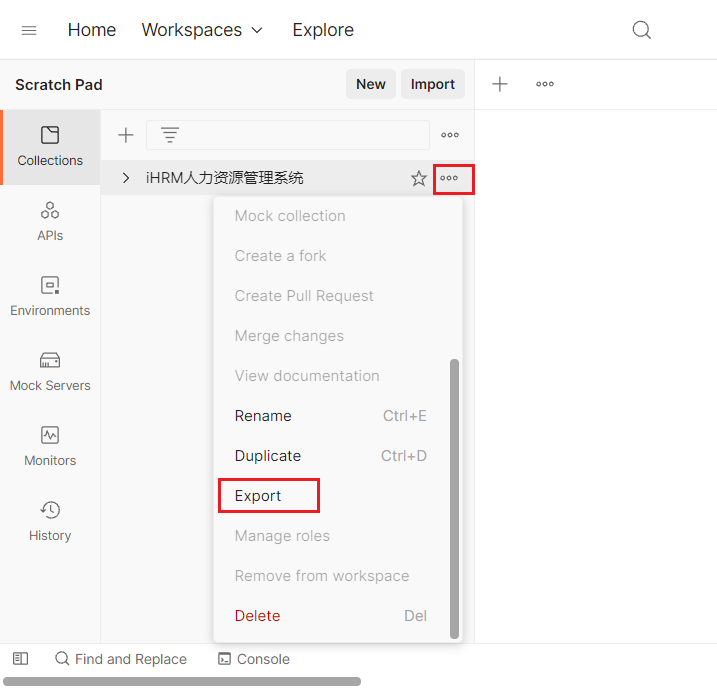 Home Workspaces Explore
Scratch Pad New Import
Collections
iHRM人力资源管理系统
APIs
Environments
Mock Servers
Monitors
History
Mock collection
Create a fork
Create Pull Request
Merge changes
View documentation
Rename Ctrl+E
Duplicate Ctrl+D
Export
Manage roles
Remove from workspace
Delete Del
Find and Replace Console